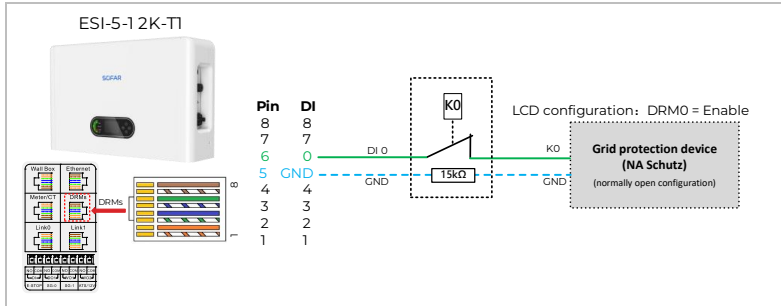 ESI-5-12K-T1
SOFAR
Wall Box Ethernet
Meter/CT DRMs
Link0 Link1
DRMs
8
1
Pin DI
8 8
7 7
6 0
5 GND
4 4
3 3
2 2
1 1
DI 0
GND
K0
15kΩ
LCD configuration: DRM0 = Enable
K0
GND
Grid protection device
(NA Schutz)
(normally open configuration)